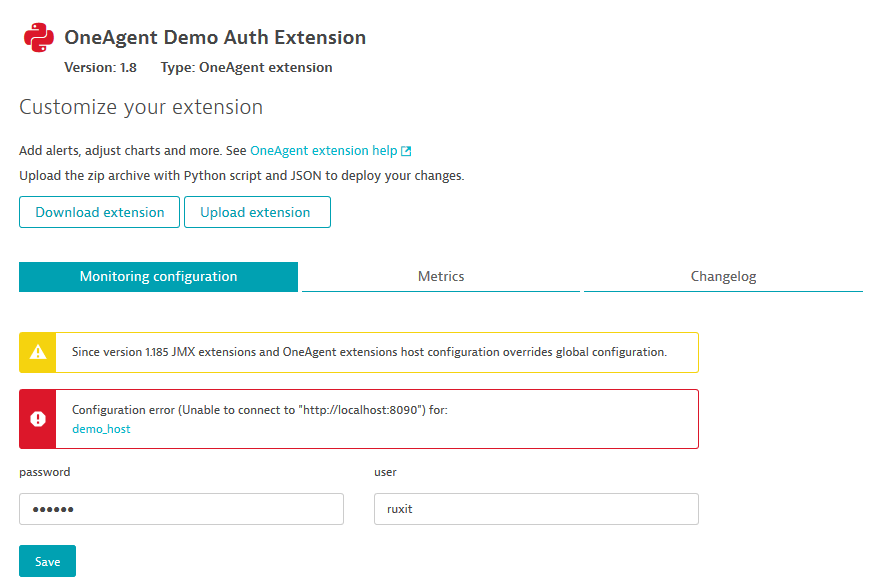 OneAgent Demo Auth Extension
Version: 1.8 Type: OneAgent extension
Customize your extension
Add alerts, adjust charts and more. See OneAgent extension help
Upload the zip archive with Python script and JSON to deploy your changes.
Download extension Upload extension
Monitoring configuration Metrics Changelog
Since version 1.185 JMX extensions and OneAgent extensions host configuration overrides global configuration.
Configuration error (Unable to connect to "http://localhost:8090") for:
demo_host
password user
•••••• ruxit
Save